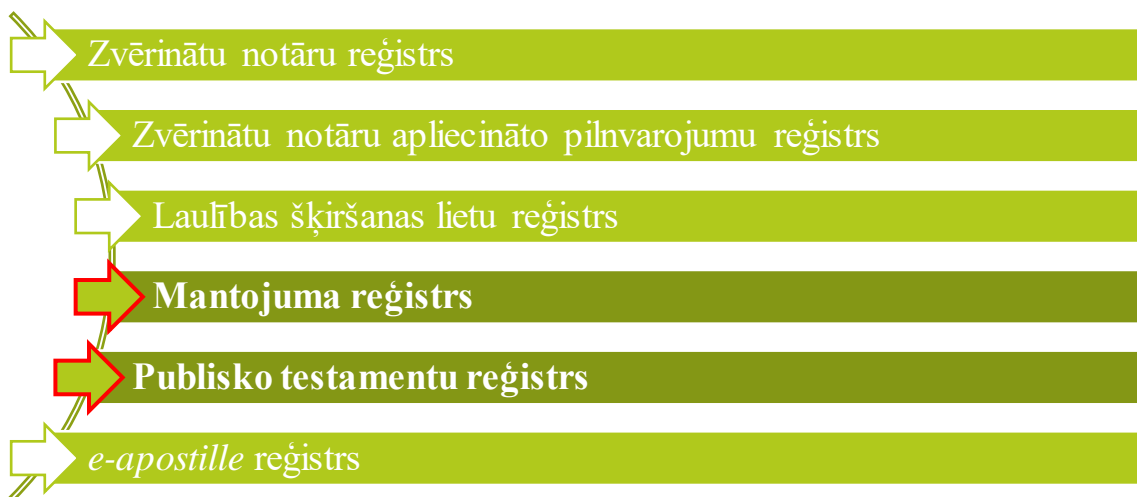 Zvērinātu notāru reģistrs
Zvērinātu notāru apliecināto pilnvarojumu reģistrs
Laulības šķiršanas lietu reģistrs
Mantojuma reģistrs
Publisko testamentu reģistrs
e-apostille reģistrs